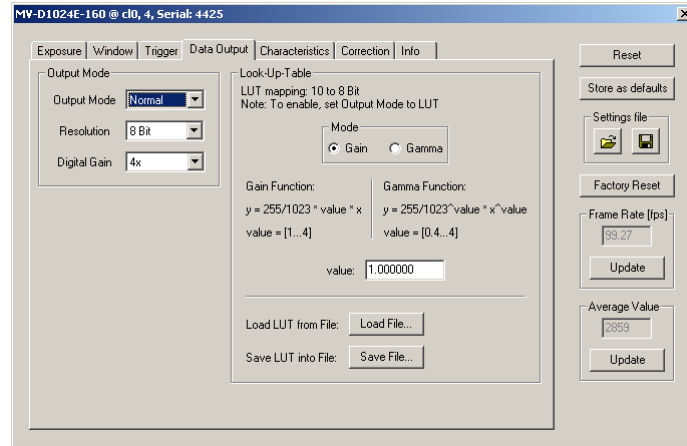 MV-D1024E-160 @ cl0, 4, Serial: 4425
Exposure Window Trigger Data Output Characteristics Correction Info
Output Mode
Output Mode Normal
Resolution 8 Bit
Digital Gain 4x
Look-Up-Table
LUT mapping: 10 to 8 Bit
Note: To enable, set Output Mode to LUT
Mode
Gain Gamma
Gain Function:
y = 255/1023 * value * x
value = [1...4]
Gamma Function:
y = 255/1023^value * x^value
value = [0.4...4]
value: 1.000000
Load LUT from File: Load File...
Save LUT into File: Save File...
Reset
Store as defaults
Settings file
Factory Reset
Frame Rate [fps]
99.27
Update
Average Value
2859
Update